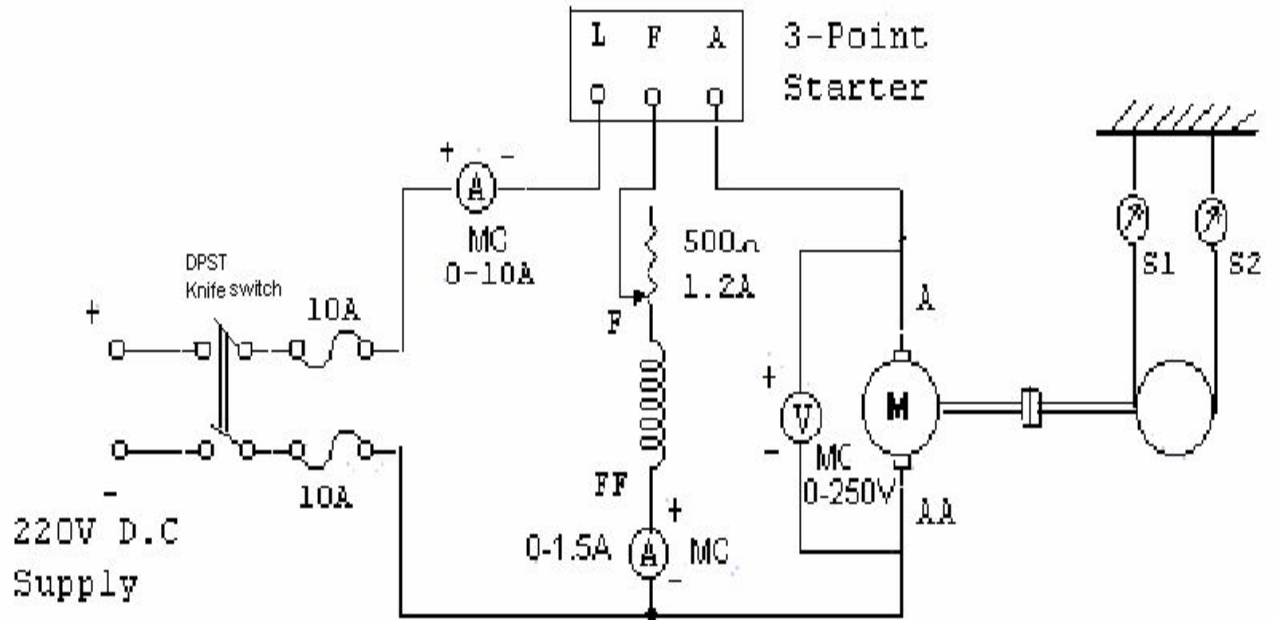 L F A
3-Point
Starter
+ -
A
MC
0-10A
DPST
Knife switch
10A
+
-
10A
220V D.C
Supply
500Ω
1.2A
F
FF
+
0-1.5A A MC
-
+
V
-
MC
0-250V
A
M
AA
S1 S2